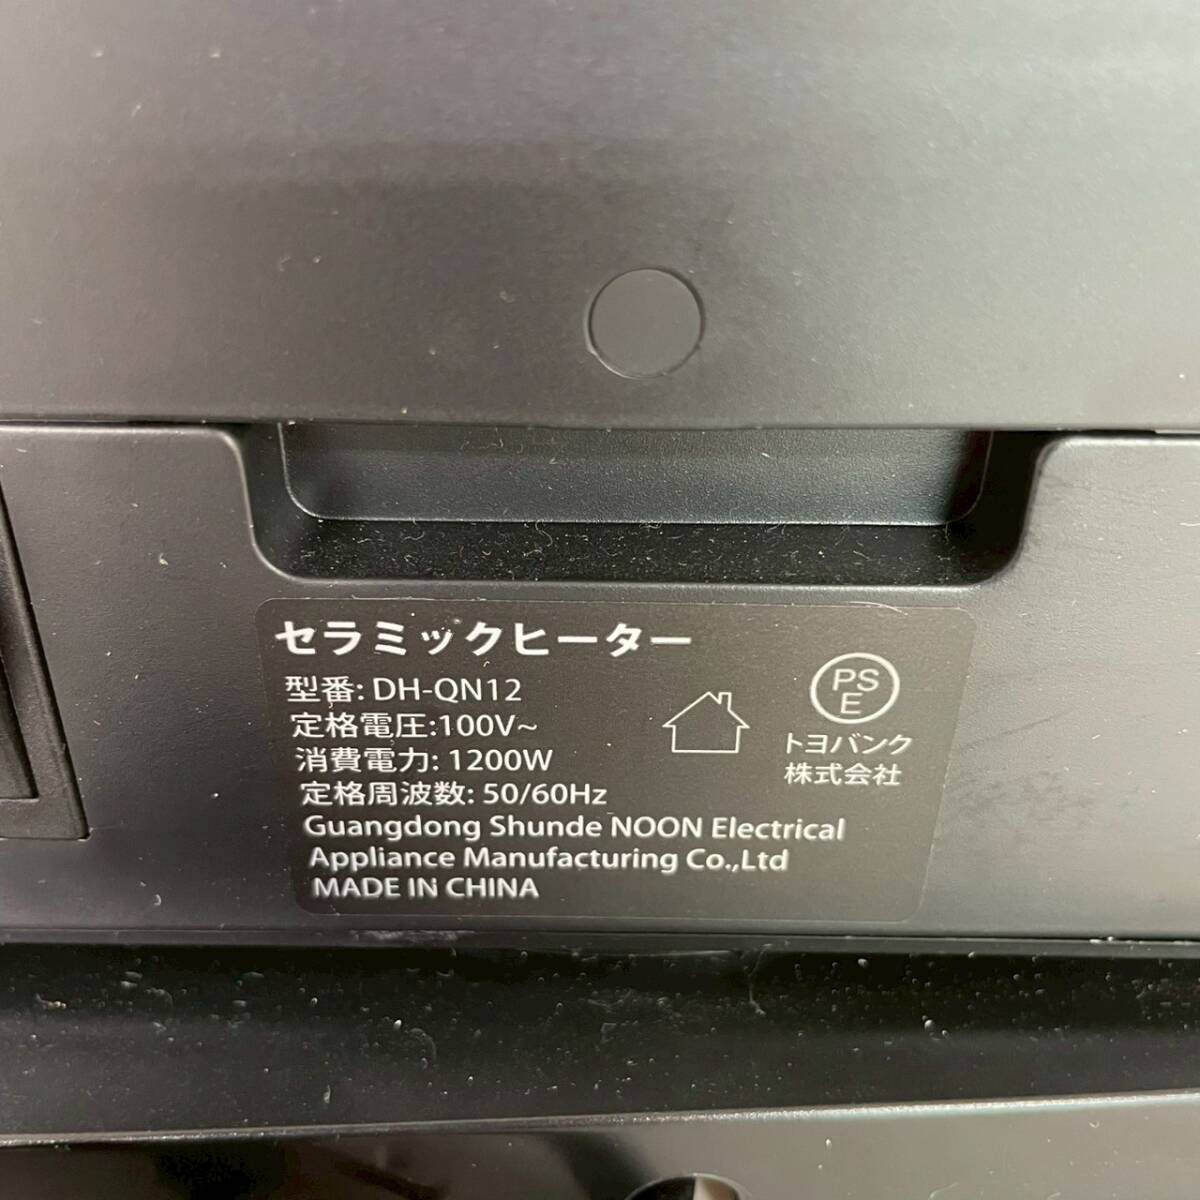 セラミックヒーター
型番: DH-QN12
定格電圧:100V~
消費電力: 1200W
定格周波数: 50/60Hz
Guangdong Shunde NOON Electrical
Appliance Manufacturing Co.,Ltd
MADE IN CHINA
PS
E
トヨバンク
株式会社